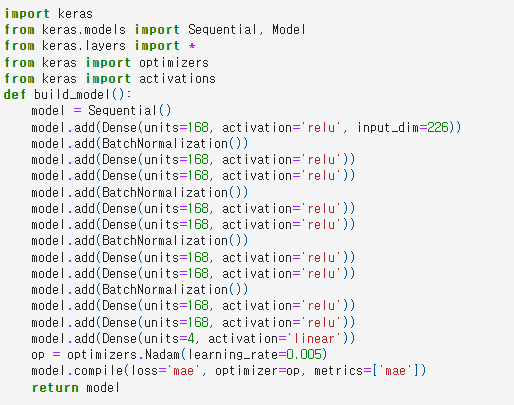 import keras
from keras.models import Sequential, Model
from keras.layers import *
from keras import optimizers
from keras import activations
def build_model():
    model = Sequential()
    model.add(Dense(units=168, activation='relu', input_dim=226))
    model.add(BatchNormalization())
    model.add(Dense(units=168, activation='relu'))
    model.add(Dense(units=168, activation='relu'))
    model.add(BatchNormalization())
    model.add(Dense(units=168, activation='relu'))
    model.add(Dense(units=168, activation='relu'))
    model.add(BatchNormalization())
    model.add(Dense(units=168, activation='relu'))
    model.add(Dense(units=168, activation='relu'))
    model.add(BatchNormalization())
    model.add(Dense(units=168, activation='relu'))
    model.add(Dense(units=168, activation='relu'))
    model.add(Dense(units=4, activation='linear'))
    op = optimizers.Nadam(learning_rate=0.005)
    model.compile(loss='mae', optimizer=op, metrics=['mae'])
    return model